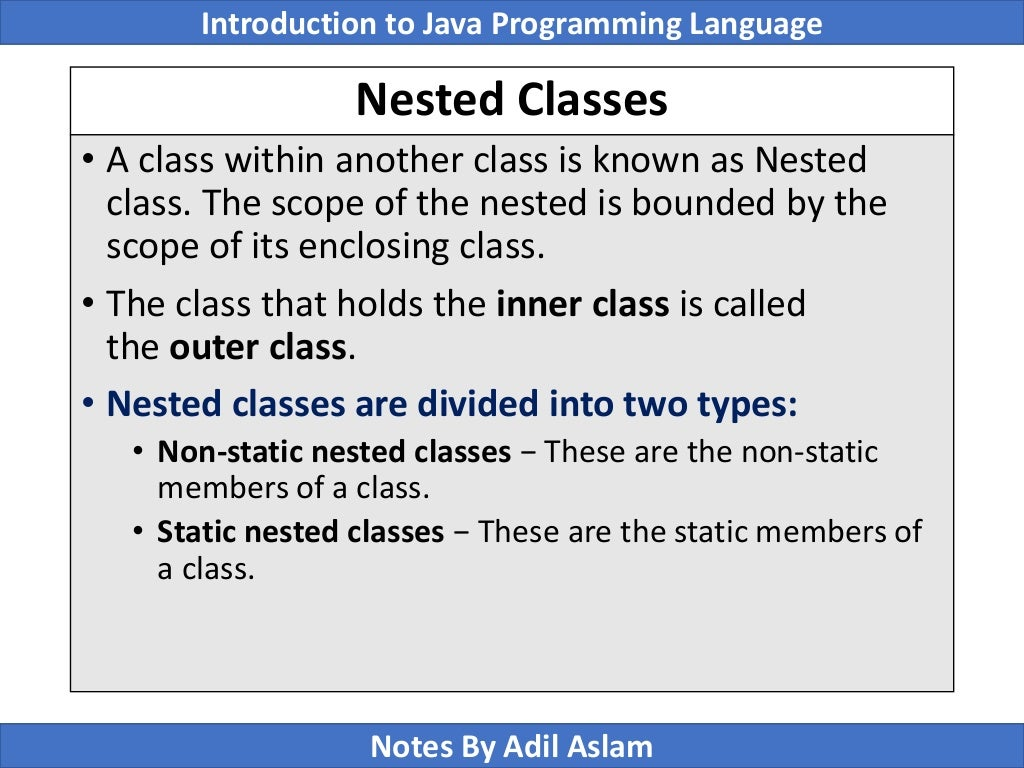 Introduction to Java Programming Language
Nested Classes
• A class within another class is known as Nested
class. The scope of the nested is bounded by the
scope of its enclosing class.
• The class that holds the inner class is called
the outer class.
• Nested classes are divided into two types:
• Non-static nested classes − These are the non-static
members of a class.
• Static nested classes − These are the static members of
a class.
Notes By Adil Aslam